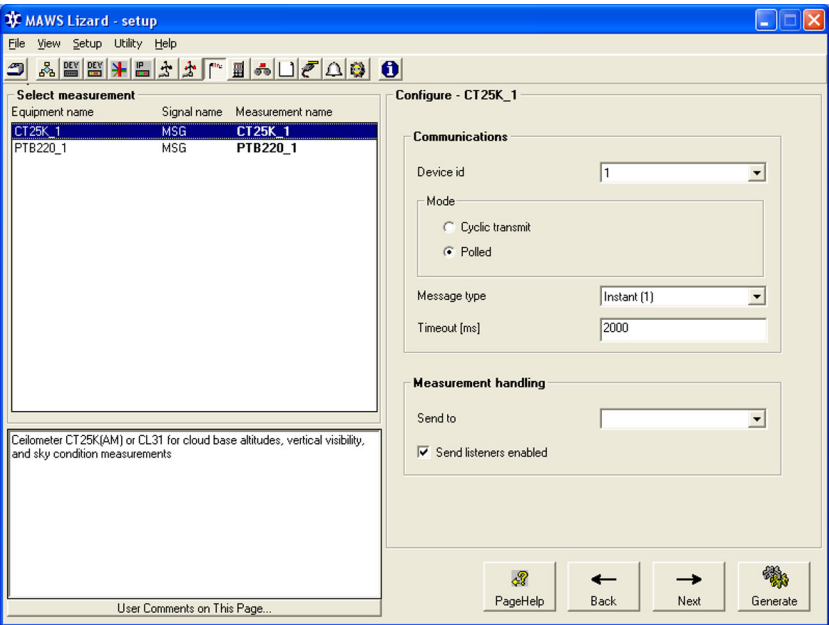 MAWS Lizard - setup
File View Setup Utility Help
DEV DEV IP
Select measurement
Equipment name Signal name Measurement name
CT25K_1 MSG CT25K_1
PTB220_1 MSG PTB220_1
Ceilometer CT25K(AM) or CL31 for cloud base altitudes, vertical visibility,
and sky condition measurements
User Comments on This Page...
Configure - CT25K_1
Communications
Device id 1
Mode
Cyclic transmit
Polled
Message type Instant (1)
Timeout [ms] 2000
Measurement handling
Send to
Send listeners enabled
PageHelp Back Next Generate